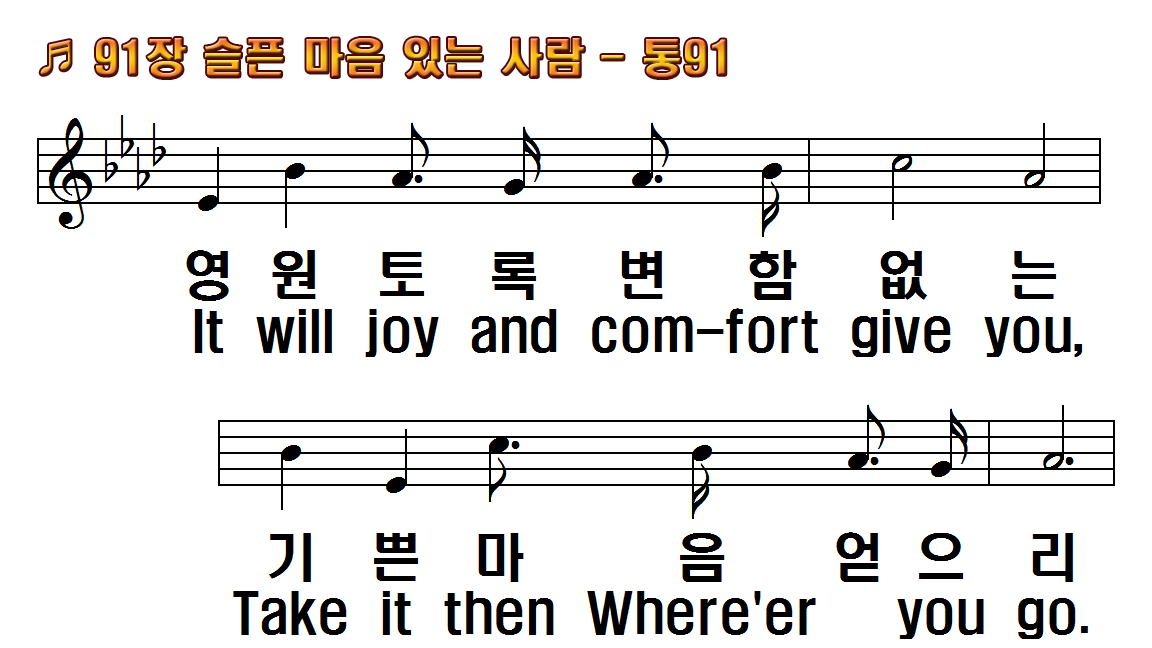 ♬ 91장 슬픈 마음 있는 사람 - 통91
영 원 토 록 변 함 없 는
It will joy and com-fort give you,
기 쁜 마 음 얻 으 리
Take it then Where'er you go.